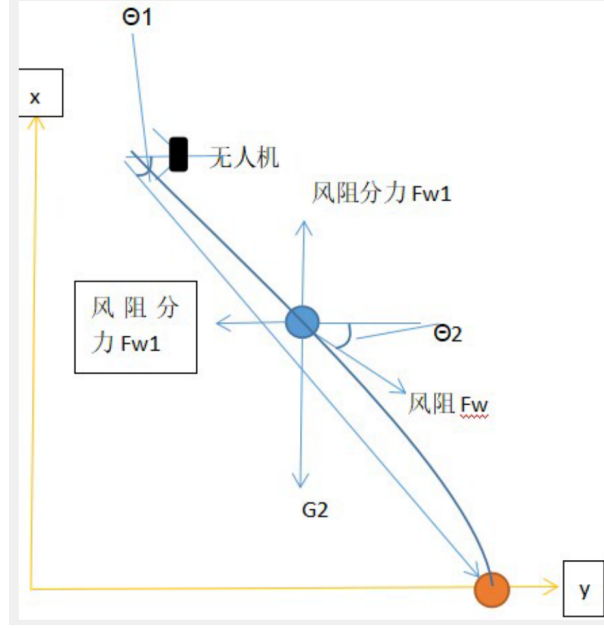 Θ1
x
无人机
风阻分力 Fw1
风 阻 分
力 Fw1
Θ2
风阻 Fw
G2
y